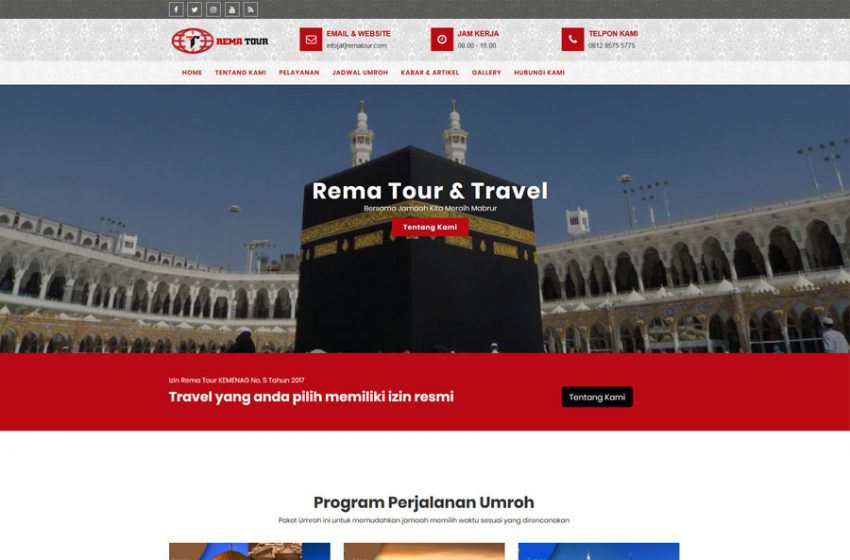 REMA TOUR
EMAIL & WEBSITE
info[at]rematour.com
JAM KERJA
08.00 - 16.00
TELPON KAMI
0812 9575 5775
HOME TENTANG KAMI PELAYANAN JADWAL UMROH KABAR & ARTIKEL GALLERY HUBUNGI KAMI
Rema Tour & Travel
Bersama Jamaah Kita Meraih Mabrur
Tentang Kami
Izin Rema Tour KEMENAG No. 5 Tahun 2017
Travel yang anda pilih memiliki izin resmi
Tentang Kami
Program Perjalanan Umroh
Paket Umroh ini untuk memudahkan jamaah memilih waktu sesuai yang direncanakan